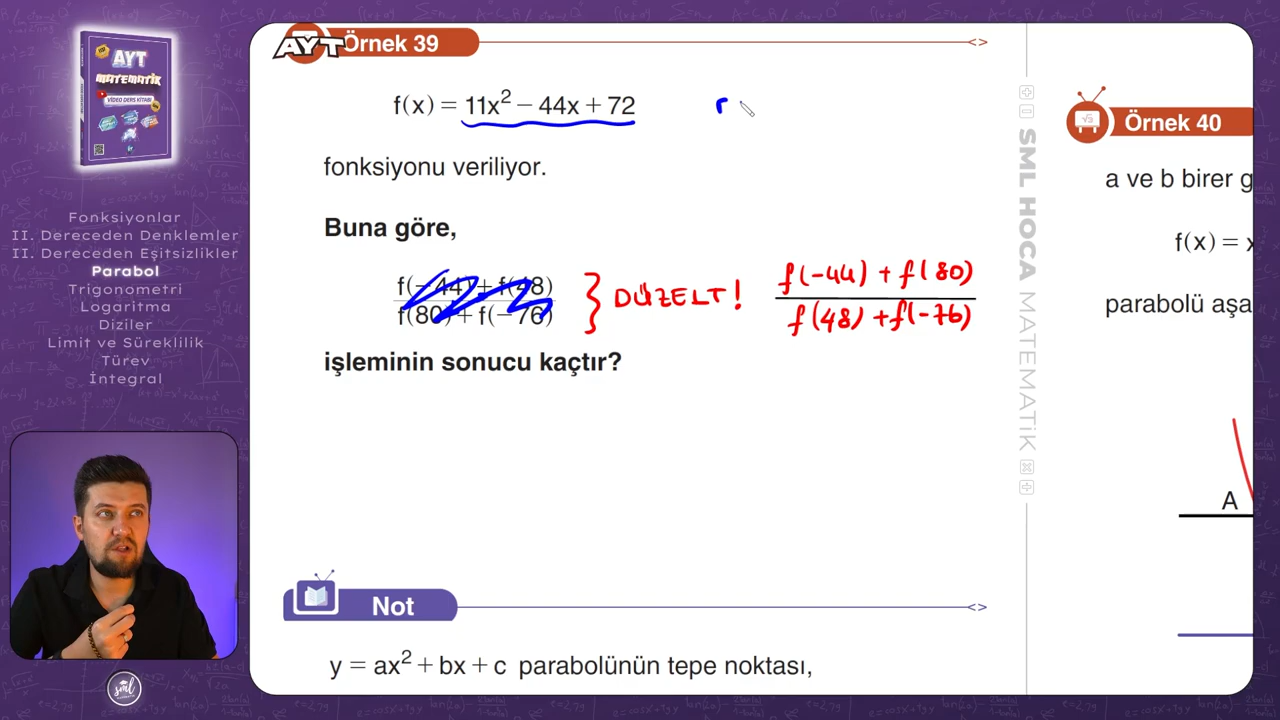 AYT
MATEMATİK
VİDEO DERS KİTABI
Fonksiyonlar
II. Dereceden Denklemler
II. Dereceden Eşitsizlikler
Parabol
Trigonometri
Logaritma
Diziler
Limit ve Süreklilik
Türev
İntegral
sml
AYT Örnek 39
f(x) = 11x² − 44x + 72
r
fonksiyonu veriliyor.
Buna göre,
f(−44) + f(48)
f(80) + f(−76)
} DÜZELT!
f(-44) + f(80)
f(48) + f(-76)
işleminin sonucu kaçtır?
Not
y = ax² + bx + c parabolünün tepe noktası,
SML HOCA MATEMATİK
Örnek 40
a ve b birer g
f(x) = x
parabolü aşa
A